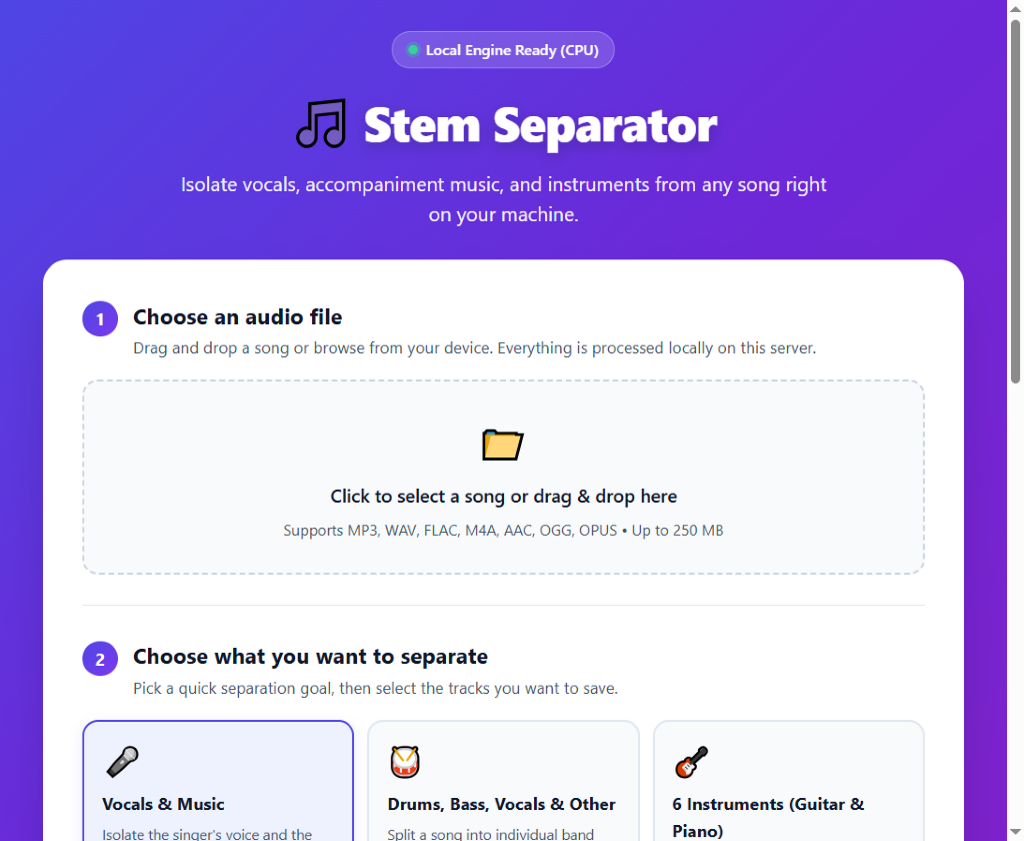 Local Engine Ready (CPU)
Stem Separator
Isolate vocals, accompaniment music, and instruments from any song right
on your machine.
1
Choose an audio file
Drag and drop a song or browse from your device. Everything is processed locally on this server.
Click to select a song or drag & drop here
Supports MP3, WAV, FLAC, M4A, AAC, OGG, OPUS • Up to 250 MB
2
Choose what you want to separate
Pick a quick separation goal, then select the tracks you want to save.
Vocals & Music
Isolate the singer's voice and the
Drums, Bass, Vocals & Other
Split a song into individual band
6 Instruments (Guitar &
Piano)